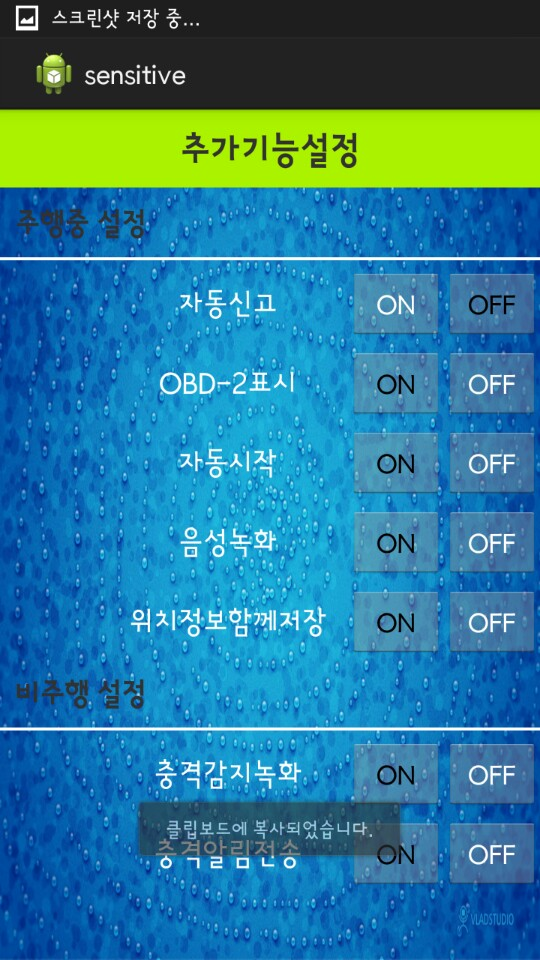 스크린샷 저장 중...
sensitive
추가기능설정
주행중 설정
자동신고 ON OFF
OBD-2표시 ON OFF
자동시작 ON OFF
음성녹화 ON OFF
위치정보함께저장 ON OFF
비주행 설정
충격감지녹화 ON OFF
클립보드에 복사되었습니다.
충격알림전송 ON OFF
VLADSTUDIO